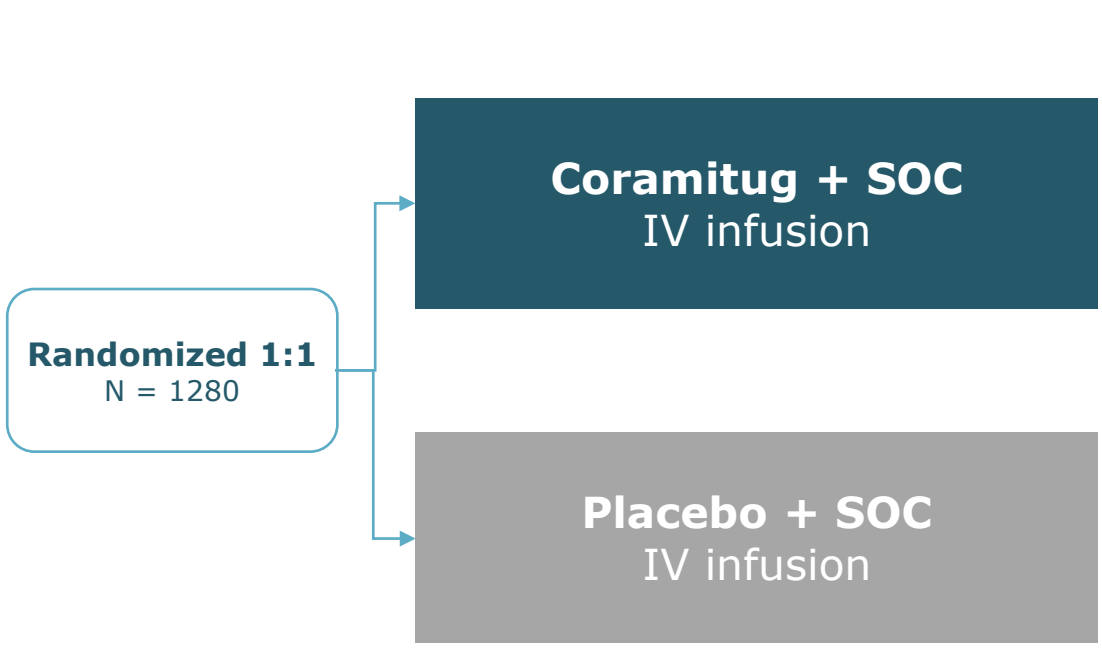 Coramitug + SOC
IV infusion
Randomized 1:1
N = 1280
Placebo + SOC
IV infusion